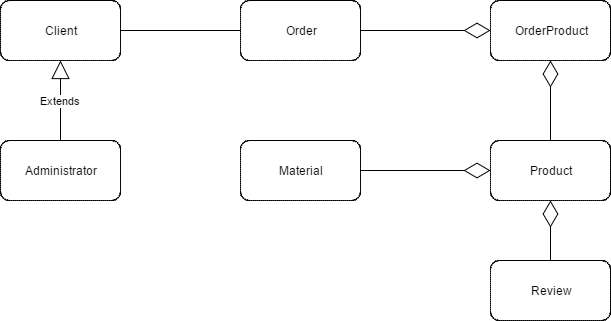 Client
Order
OrderProduct
Extends
Administrator
Material
Product
Review